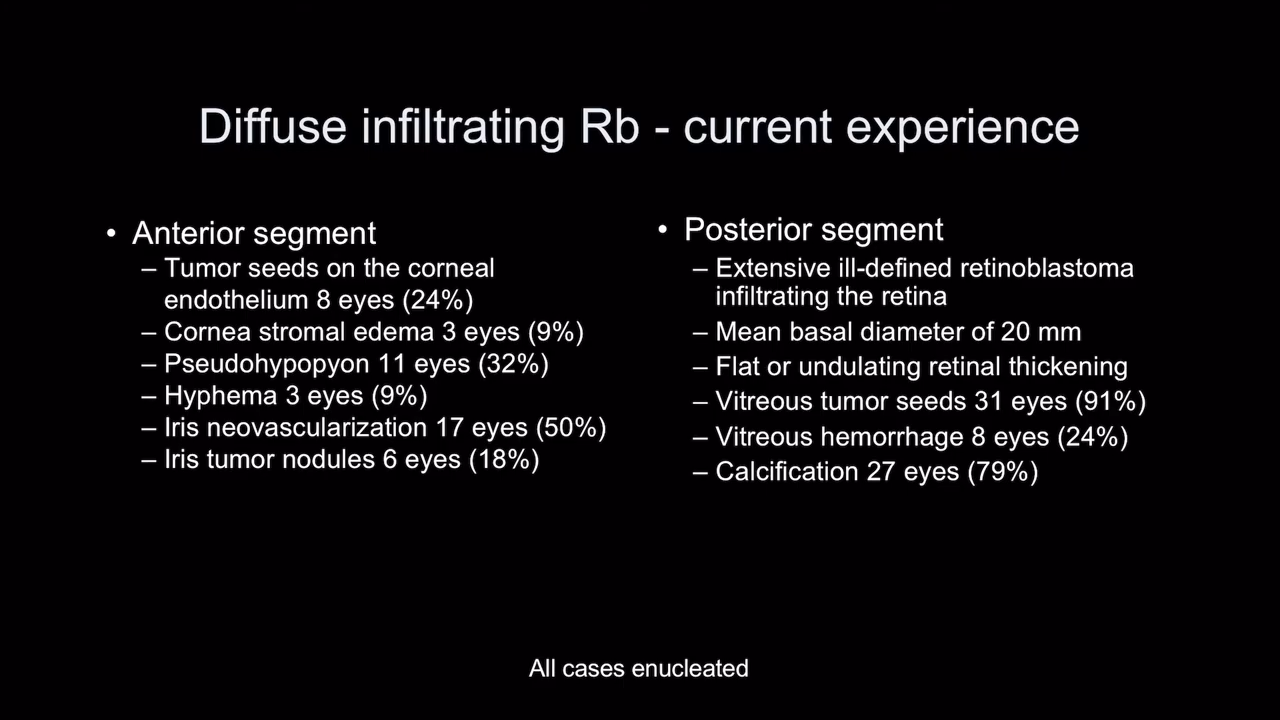 Diffuse infiltrating Rb - current experience
• Anterior segment
– Tumor seeds on the corneal
endothelium 8 eyes (24%)
– Cornea stromal edema 3 eyes (9%)
– Pseudohypopyon 11 eyes (32%)
– Hyphema 3 eyes (9%)
– Iris neovascularization 17 eyes (50%)
– Iris tumor nodules 6 eyes (18%)
• Posterior segment
– Extensive ill-defined retinoblastoma
infiltrating the retina
– Mean basal diameter of 20 mm
– Flat or undulating retinal thickening
– Vitreous tumor seeds 31 eyes (91%)
– Vitreous hemorrhage 8 eyes (24%)
– Calcification 27 eyes (79%)
All cases enucleated